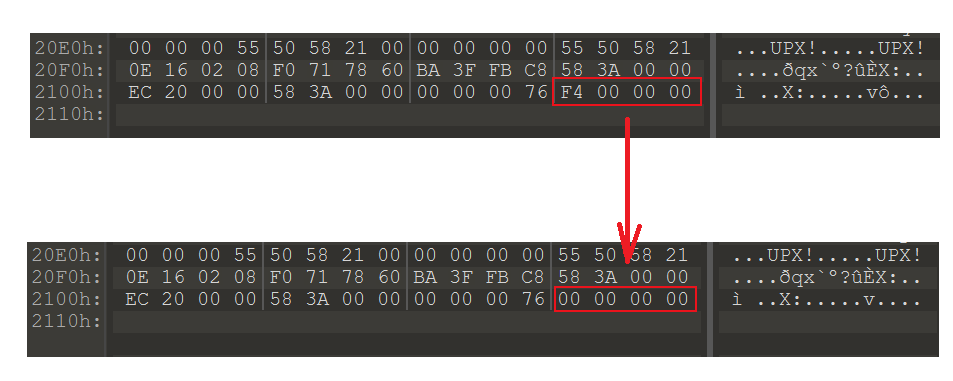 20E0h: 00 00 00 55 50 58 21 00 00 00 00 00 55 50 58 21 ...UPX!.....UPX!
20F0h: 0E 16 02 08 F0 71 78 60 BA 3F FB C8 58 3A 00 00 ....ðqx`º?ûÈX:..
2100h: EC 20 00 00 58 3A 00 00 00 00 00 76 F4 00 00 00 ì ..X:.....vô...
2110h:
20E0h: 00 00 00 55 50 58 21 00 00 00 00 00 55 50 58 21 ...UPX!.....UPX!
20F0h: 0E 16 02 08 F0 71 78 60 BA 3F FB C8 58 3A 00 00 ....ðqx`º?ûÈX:..
2100h: EC 20 00 00 58 3A 00 00 00 00 00 76 00 00 00 00 ì ..X:.....v....
2110h: